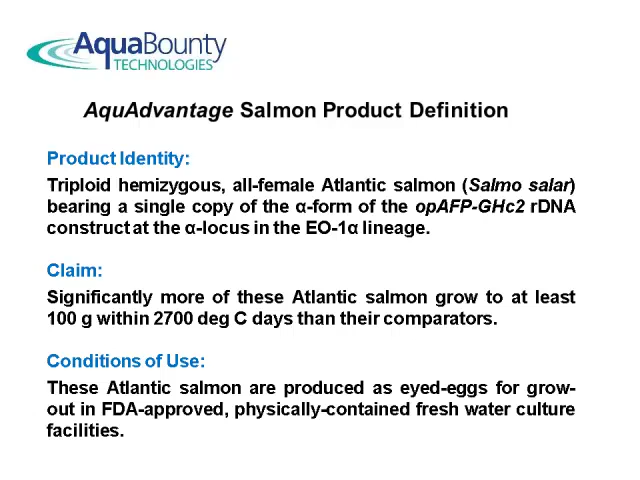 AquaBounty
TECHNOLOGIES
AquAdvantage Salmon Product Definition
Product Identity:
Triploid hemizygous, all-female Atlantic salmon (Salmo salar)
bearing a single copy of the α-form of the opAFP-GHc2 rDNA
construct at the α-locus in the EO-1α lineage.
Claim:
Significantly more of these Atlantic salmon grow to at least
100 g within 2700 deg C days than their comparators.
Conditions of Use:
These Atlantic salmon are produced as eyed-eggs for grow-
out in FDA-approved, physically-contained fresh water culture
facilities.